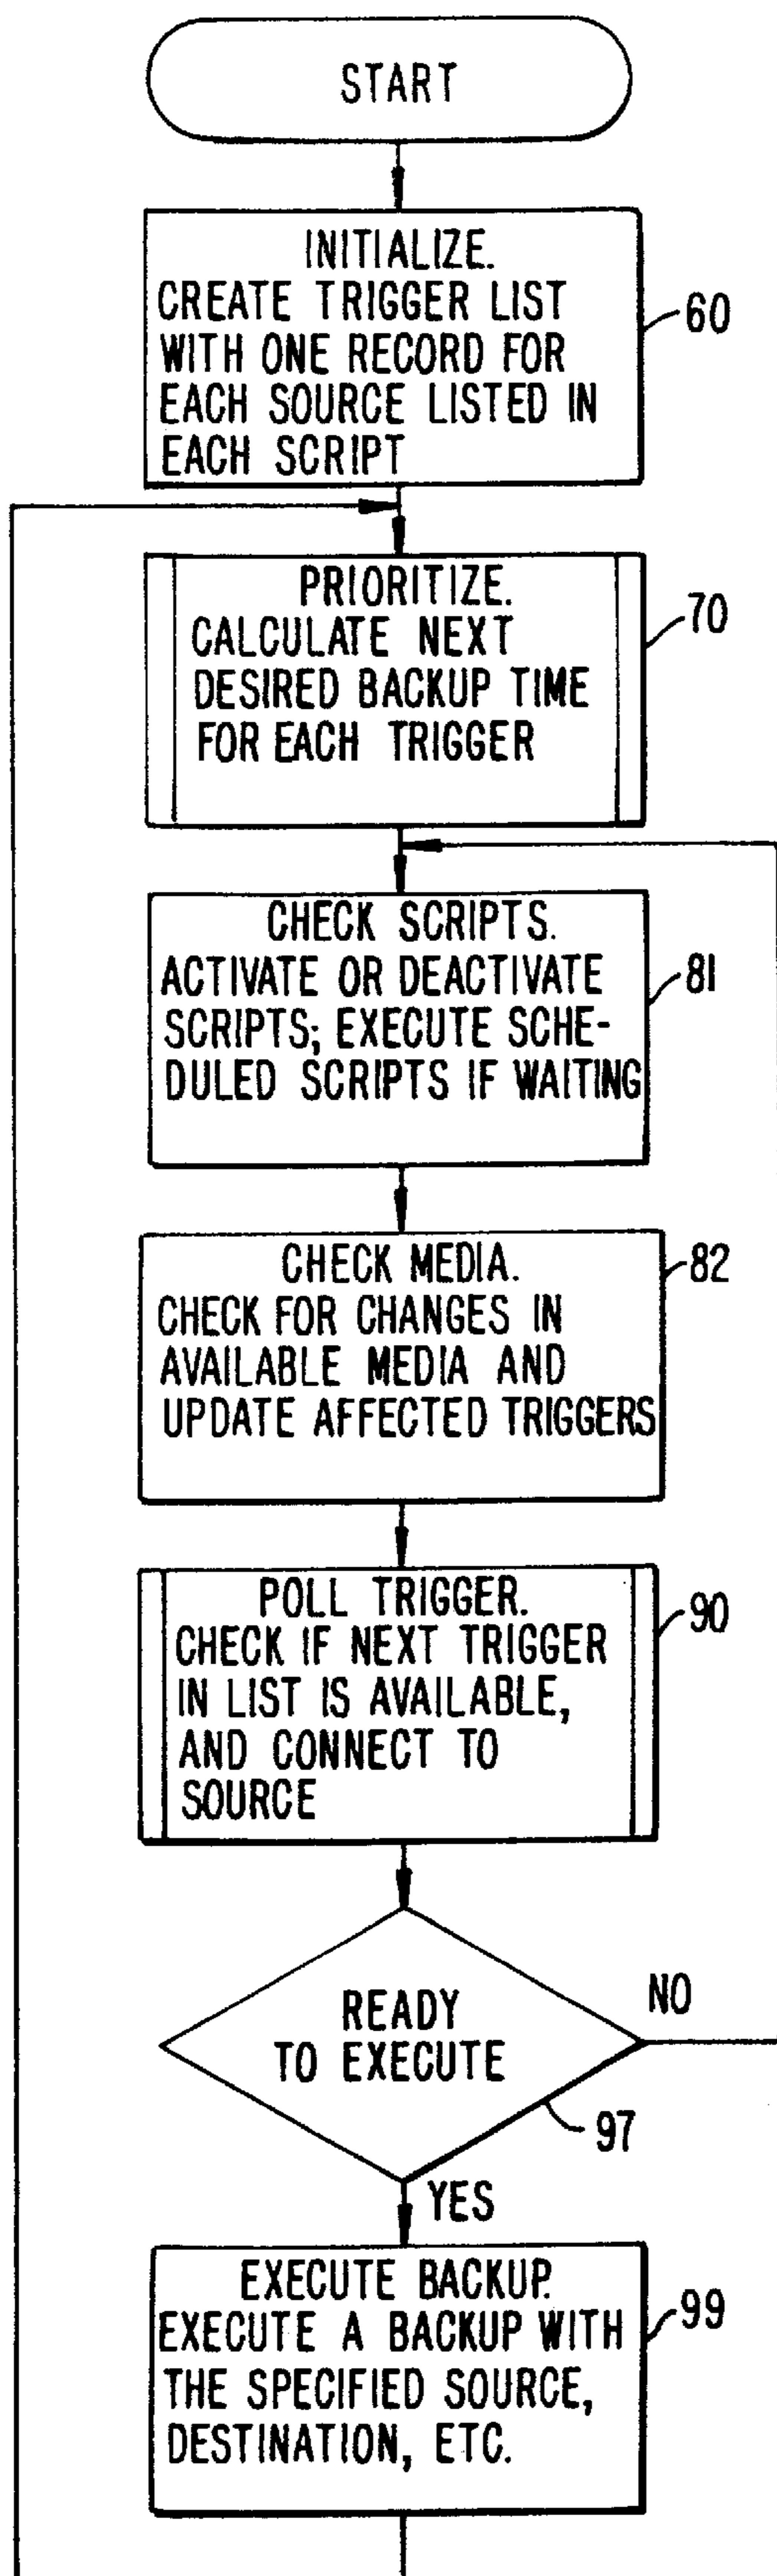 START
INITIALIZE.
CREATE TRIGGER LIST
WITH ONE RECORD FOR
EACH SOURCE LISTED IN
EACH SCRIPT
60
PRIORITIZE.
CALCULATE NEXT
DESIRED BACKUP TIME
FOR EACH TRIGGER
70
CHECK SCRIPTS.
ACTIVATE OR DEACTIVATE
SCRIPTS; EXECUTE SCHE-
DULED SCRIPTS IF WAITING
81
CHECK MEDIA.
CHECK FOR CHANGES IN
AVAILABLE MEDIA AND
UPDATE AFFECTED TRIGGERS
82
POLL TRIGGER.
CHECK IF NEXT TRIGGER
IN LIST IS AVAILABLE,
AND CONNECT TO
SOURCE
90
READY
TO EXECUTE
NO
97
YES
EXECUTE BACKUP.
EXECUTE A BACKUP WITH
THE SPECIFIED SOURCE,
DESTINATION, ETC.
99